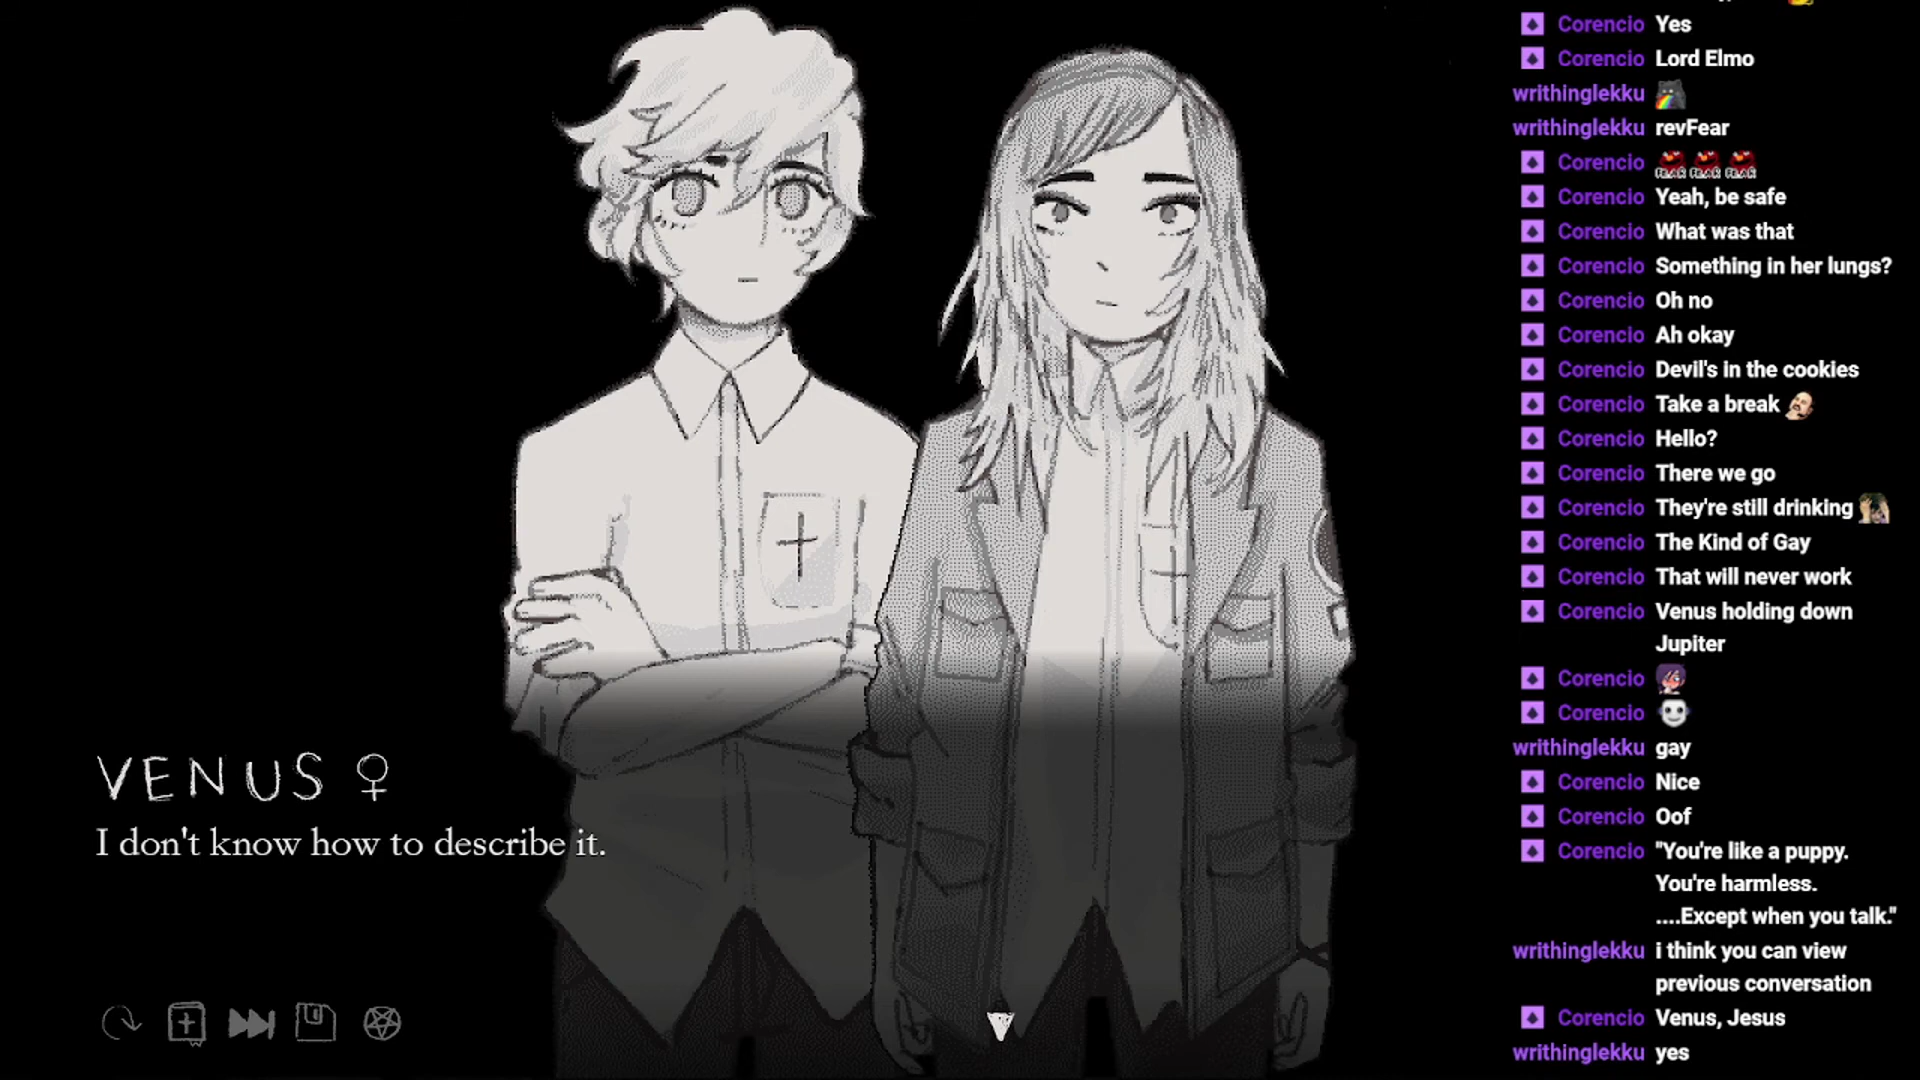 VENUS ♀
I don't know how to describe it.
Corencio Yes
Corencio Lord Elmo
writhinglekku
writhinglekku revFear
Corencio FEAR FEAR FEAR
Corencio Yeah, be safe
Corencio What was that
Corencio Something in her lungs?
Corencio Oh no
Corencio Ah okay
Corencio Devil's in the cookies
Corencio Take a break
Corencio Hello?
Corencio There we go
Corencio They're still drinking
Corencio The Kind of Gay
Corencio That will never work
Corencio Venus holding down
Jupiter
Corencio
Corencio
writhinglekku gay
Corencio Nice
Corencio Oof
Corencio "You're like a puppy.
You're harmless.
....Except when you talk."
writhinglekku i think you can view
previous conversation
Corencio Venus, Jesus
writhinglekku yes